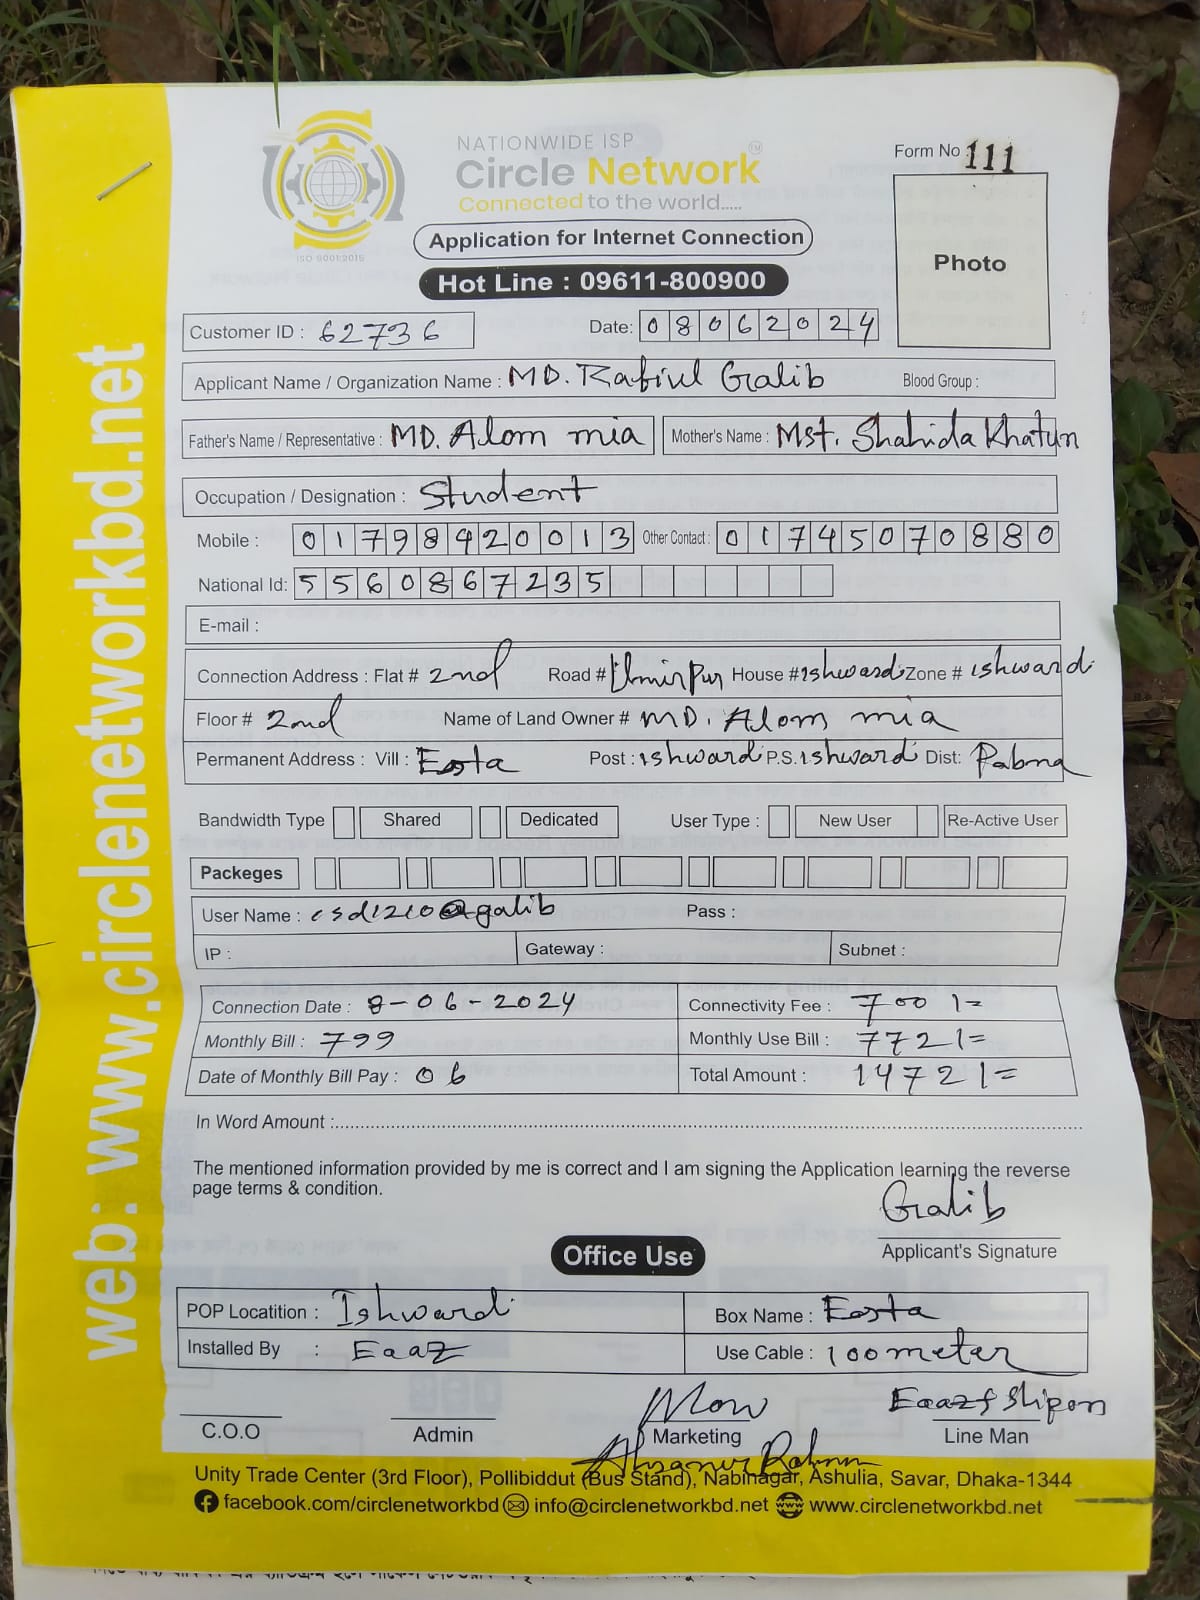 NATIONWIDE ISP
Circle Network TM
Connected to the world.....
ISO 9001:2015
Form No 111
Photo
Application for Internet Connection
Hot Line : 09611-800900
Customer ID : 62736 Date: 08062024
Applicant Name / Organization Name : MD. Rafiul Galib Blood Group :
Father's Name / Representative : MD. Alom mia Mother's Name : Mst. Shahida Khatun
Occupation / Designation : Student
Mobile : 01798420013 Other Contact : 01745070880
National Id: 5560867235
E-mail :
Connection Address : Flat # 2nd Road # House # ishwardi Zone # ishwardi
Floor # 2nd Name of Land Owner # MD. Alom mia
Permanent Address : Vill : Eosta Post : ishwardi P.S. ishwardi Dist: Pabna
Bandwidth Type Shared Dedicated User Type : New User Re-Active User
Packeges
User Name : csd1210@galib Pass :
IP : Gateway : Subnet :
Connection Date : 8-06-2024 Connectivity Fee : 700/=
Monthly Bill : 799 Monthly Use Bill : 772/=
Date of Monthly Bill Pay : 06 Total Amount : 1472/=
In Word Amount :
The mentioned information provided by me is correct and I am signing the Application learning the reverse
page terms & condition.
Galib
Applicant's Signature
Office Use
POP Locatition : Ishwardi Box Name : Eosta
Installed By : Eaaz Use Cable : 100 meter
Eaaz & Shipon
C.O.O Admin Marketing Line Man
Unity Trade Center (3rd Floor), Pollibiddut (Bus Stand), Nabinagar, Ashulia, Savar, Dhaka-1344
facebook.com/circlenetworkbd info@circlenetworkbd.net www.circlenetworkbd.net
web: www.circlenetworkbd.net